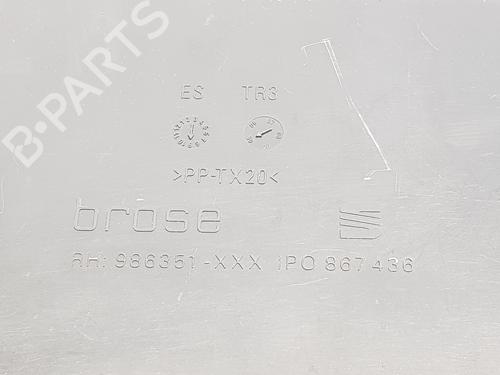 B-PARTS
ES TR3
>PP-TX20<
brose
RH: 986351-XXX 1P0 867 436